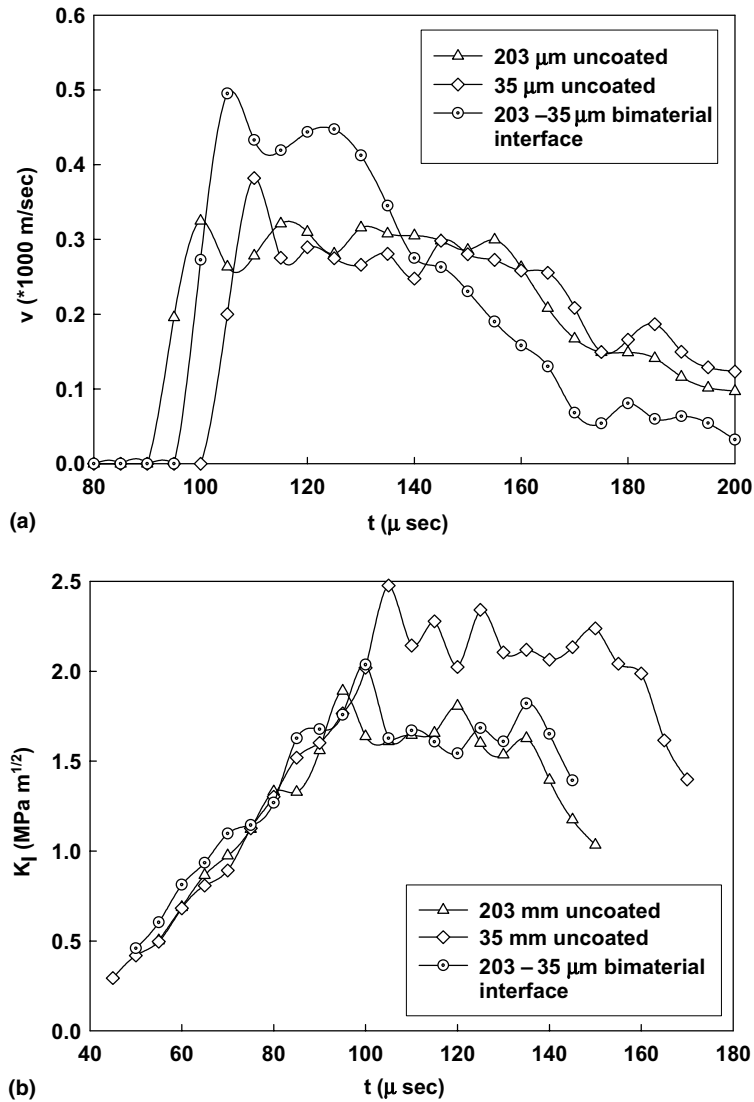 0.6
0.5
0.4
0.3
0.2
0.1
0.0
v (*1000 m/sec)
203 μm uncoated
35 μm uncoated
203 – 35 μm bimaterial
interface
80 100 120 140 160 180 200
t (μ sec)
(a)
2.5
2.0
1.5
1.0
0.5
0.0
K_I (MPa m^{1/2})
203 mm uncoated
35 mm uncoated
203 – 35 μm bimaterial
interface
40 60 80 100 120 140 160 180
t (μ sec)
(b)